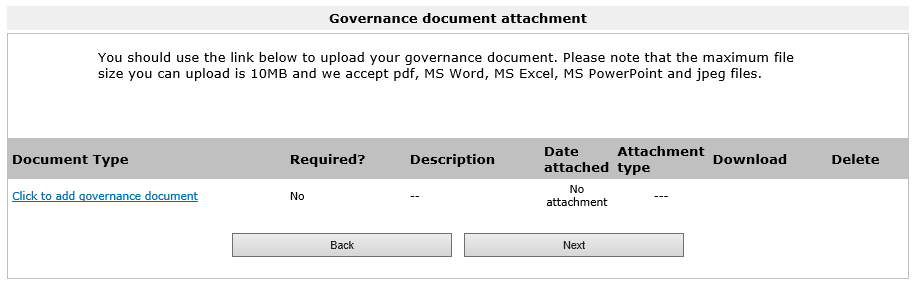 Governance document attachment
You should use the link below to upload your governance document. Please note that the maximum file
size you can upload is 10MB and we accept pdf, MS Word, MS Excel, MS PowerPoint and jpeg files.
Document Type Required? Description Date attached Attachment type Download Delete
Click to add governance document No -- No attachment ---
Back Next